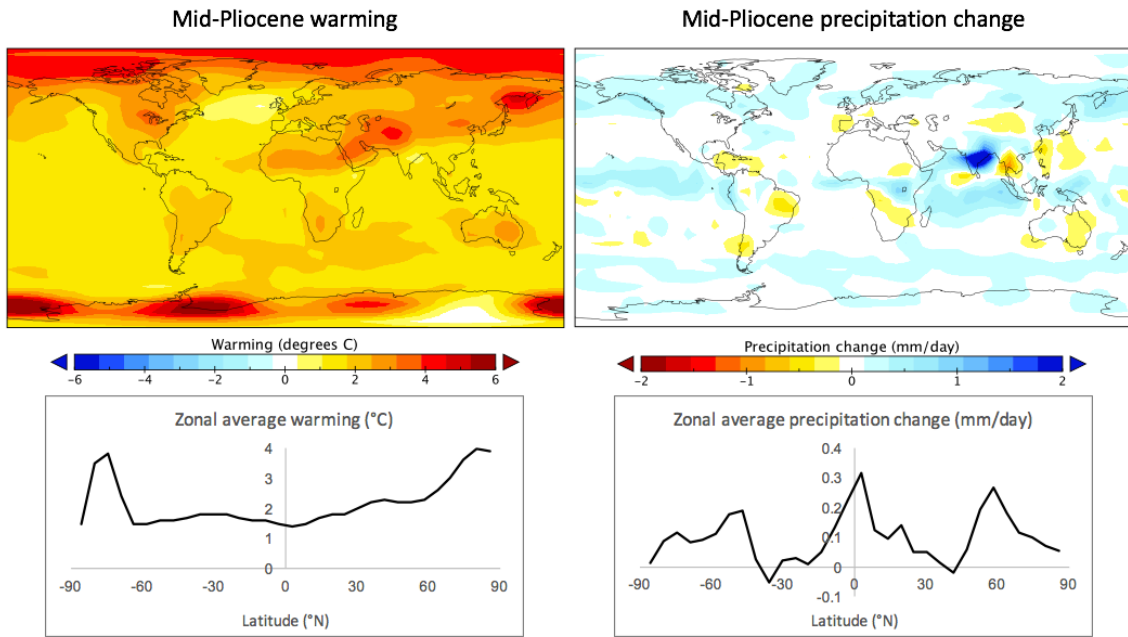 Mid-Pliocene warming
Mid-Pliocene precipitation change
Warming (degrees C)
−6 −4 −2 0 2 4 6
Precipitation change (mm/day)
−2 −1 0 1 2
Zonal average warming (°C)
4
3
2
1
0
-90 -60 -30 0 30 60 90
Latitude (°N)
Zonal average precipitation change (mm/day)
0.4
0.3
0.2
0.1
0
-0.1
-90 -60 -30 0 30 60 90
Latitude (°N)